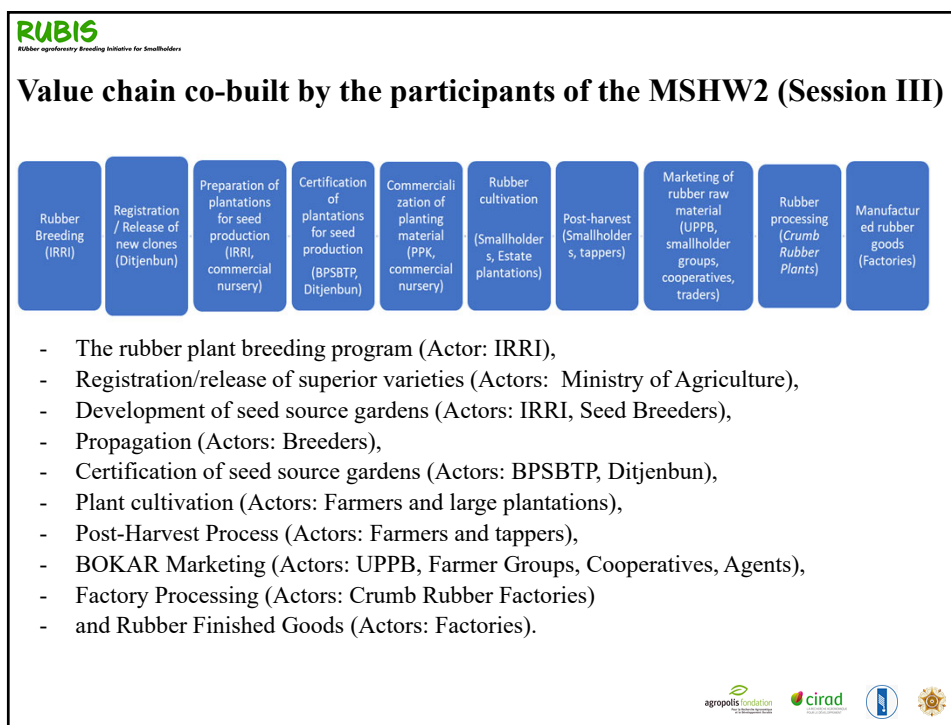 RUBIS
RUbber agroforestry Breeding Initiative for Smallholders
Value chain co-built by the participants of the MSHW2 (Session III)
Rubber
Breeding
(IRRI)
Registration
/ Release of
new clones
(Ditjenbun)
Preparation of
plantations
for seed
production
(IRRI,
commercial
nursery)
Certification
of
plantations
for seed
production
(BPSBTP,
Ditjenbun)
Commerciali
zation of
planting
material
(PPK,
commercial
nursery)
Rubber
cultivation
(Smallholder
s, Estate
plantations)
Post-harvest
(Smallholder
s, tappers)
Marketing of
rubber raw
material
(UPPB,
smallholder
groups,
cooperatives,
traders)
Rubber
processing
(Crumb
Rubber
Plants)
Manufactur
ed rubber
goods
(Factories)
- The rubber plant breeding program (Actor: IRRI),
- Registration/release of superior varieties (Actors:  Ministry of Agriculture),
- Development of seed source gardens (Actors: IRRI, Seed Breeders),
- Propagation (Actors: Breeders),
- Certification of seed source gardens (Actors: BPSBTP, Ditjenbun),
- Plant cultivation (Actors: Farmers and large plantations),
- Post-Harvest Process (Actors: Farmers and tappers),
- BOKAR Marketing (Actors: UPPB, Farmer Groups, Cooperatives, Agents),
- Factory Processing (Actors: Crumb Rubber Factories)
- and Rubber Finished Goods (Actors: Factories).
agropolis fondation
cirad